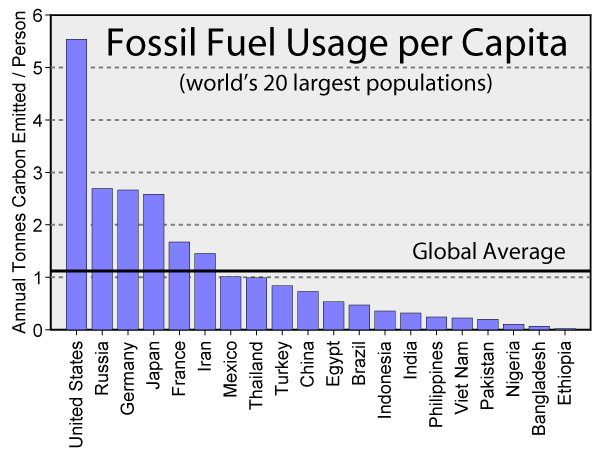 Fossil Fuel Usage per Capita
(world's 20 largest populations)
Annual Tonnes Carbon Emitted / Person
6
5
4
3
2
1
0
Global Average
United States
Russia
Germany
Japan
France
Iran
Mexico
Thailand
Turkey
China
Egypt
Brazil
Indonesia
India
Philippines
Viet Nam
Pakistan
Nigeria
Bangladesh
Ethiopia